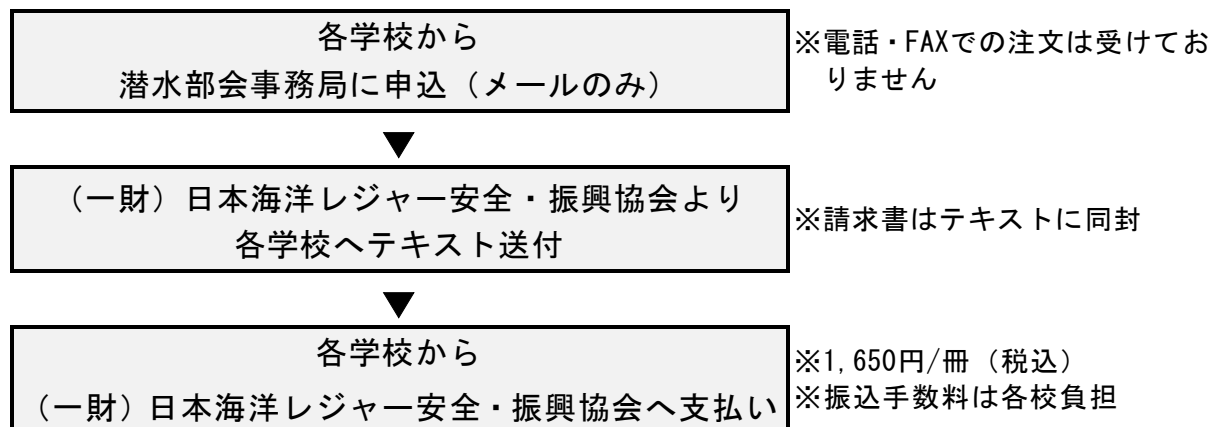 各学校から
潜水部会事務局に申込（メールのみ）
※電話・FAXでの注文は受けてお
りません
▼
（一財）日本海洋レジャー安全・振興協会より
各学校へテキスト送付
※請求書はテキストに同封
▼
各学校から
（一財）日本海洋レジャー安全・振興協会へ支払い
※1,650円/冊（税込）
※振込手数料は各校負担